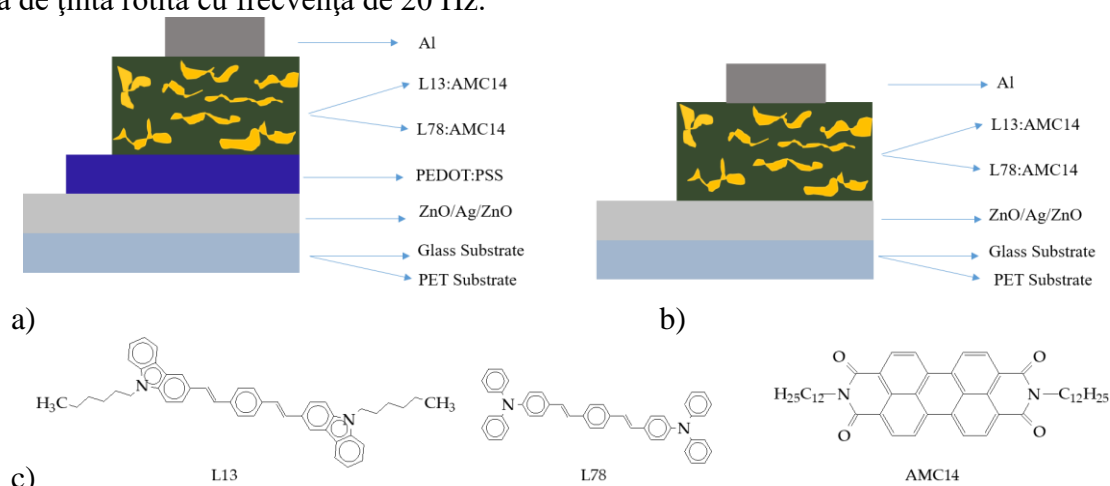 de ţinta rotită cu frecvenţa de 20 Hz.
Al
L13:AMC14
L78:AMC14
PEDOT:PSS
ZnO/Ag/ZnO
Glass Substrate
PET Substrate
a)
Al
L13:AMC14
L78:AMC14
ZnO/Ag/ZnO
Glass Substrate
PET Substrate
b)
H3C
N
N
CH3
L13
N
N
L78
O
O
H25C12
N
N
C12H25
O
O
AMC14
c)